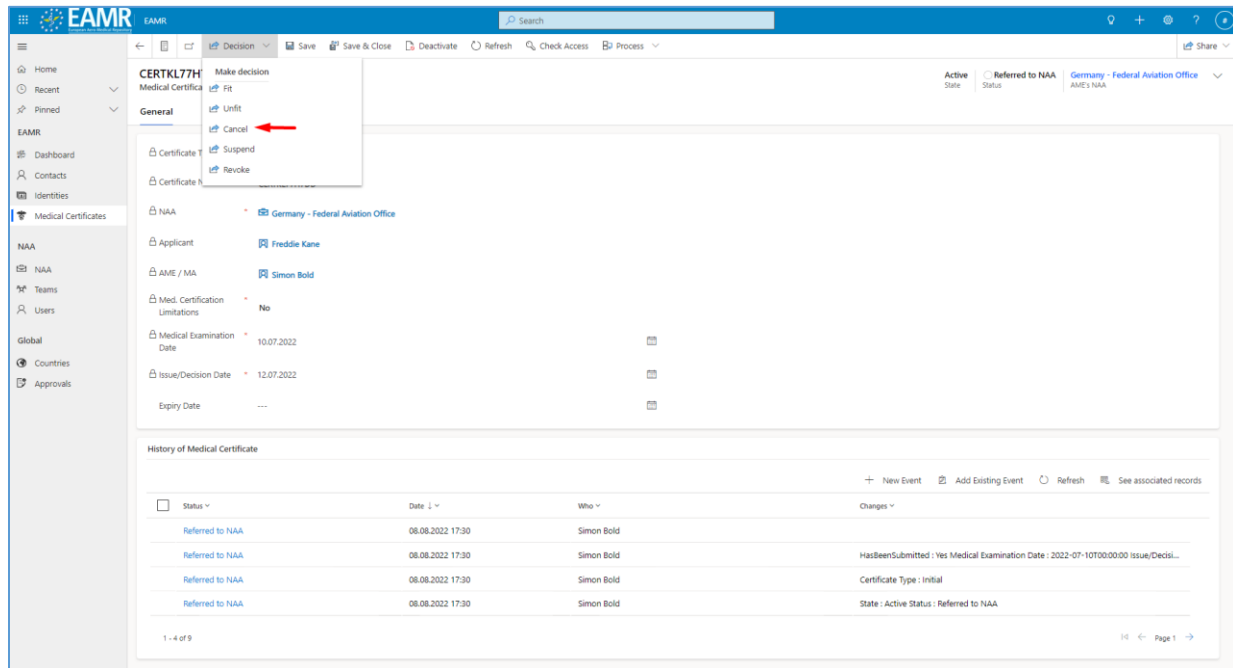 EAMR
European Aero-Medical Repository
EAMR
Search
Decision
Save
Save & Close
Deactivate
Refresh
Check Access
Process
Share
Home
Recent
Pinned
EAMR
Dashboard
Contacts
Identities
Medical Certificates
NAA
NAA
Teams
Users
Global
Countries
Approvals
CERTKL77H
Medical Certifica
General
Make decision
Fit
Unfit
Cancel
Suspend
Revoke
Active
State
Referred to NAA
Status
Germany - Federal Aviation Office
AME's NAA
Certificate T
Certificate N
NAA * Germany - Federal Aviation Office
Applicant Freddie Kane
AME / MA Simon Bold
Med. Certification * No
Limitations
Medical Examination * 10.07.2022
Date
Issue/Decision Date * 12.07.2022
Expiry Date ---
History of Medical Certificate
New Event Add Existing Event Refresh See associated records
Status Date Who Changes
Referred to NAA 08.08.2022 17:30 Simon Bold
Referred to NAA 08.08.2022 17:30 Simon Bold HasBeenSubmitted : Yes Medical Examination Date : 2022-07-10T00:00:00 Issue/Decisi...
Referred to NAA 08.08.2022 17:30 Simon Bold Certificate Type : Initial
Referred to NAA 08.08.2022 17:30 Simon Bold State : Active Status : Referred to NAA
1 - 4 of 9
Page 1